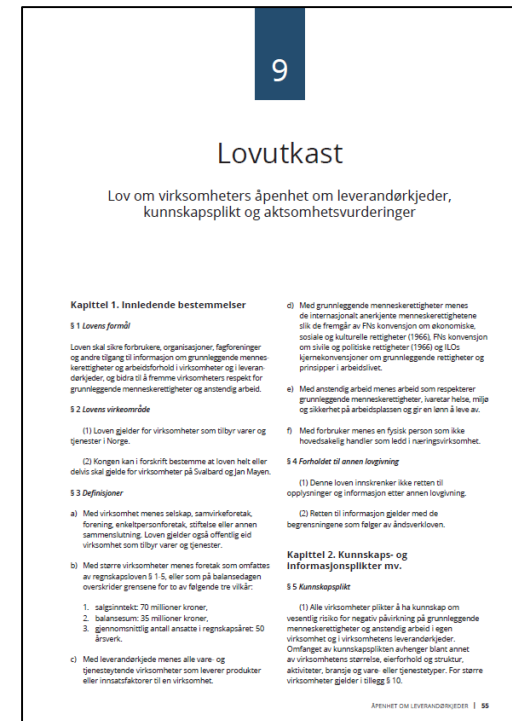 9
Lovutkast
Lov om virksomheters åpenhet om leverandørkjeder,
kunnskapsplikt og aktsomhetsvurderinger
Kapittel 1. Innledende bestemmelser
§ 1 Lovens formål
Loven skal sikre forbrukere, organisasjoner, fagforeninger
og andre tilgang til informasjon om grunnleggende mennes-
kerettigheter og arbeidsforhold i virksomheter og i leveran-
dørkjeder, og bidra til å fremme virksomheters respekt for
grunnleggende menneskerettigheter og anstendig arbeid.
§ 2 Lovens virkeområde
(1) Loven gjelder for virksomheter som tilbyr varer og
tjenester i Norge.
(2) Kongen kan i forskrift bestemme at loven helt eller
delvis skal gjelde for virksomheter på Svalbard og Jan Mayen.
§ 3 Definisjoner
a) Med virksomhet menes selskap, samvirkeforetak,
forening, enkeltpersonforetak, stiftelse eller annen
sammenslutning. Loven gjelder også offentlig eid
virksomhet som tilbyr varer og tjenester.
b) Med større virksomheter menes foretak som omfattes
av regnskapsloven § 1-5, eller som på balansedagen
overskrider grensene for to av følgende tre vilkår:
1. salgsinntekt: 70 millioner kroner,
2. balansesum: 35 millioner kroner,
3. gjennomsnittlig antall ansatte i regnskapsåret: 50
årsverk.
c) Med leverandørkjede menes alle vare- og
tjenesteytende virksomheter som leverer produkter
eller innsatsfaktorer til en virksomhet.
d) Med grunnleggende menneskerettigheter menes
de internasjonalt anerkjente menneskerettighetene
slik de fremgår av FNs konvensjon om økonomiske,
sosiale og kulturelle rettigheter (1966), FNs konvensjon
om sivile og politiske rettigheter (1966) og ILOs
kjernekonvensjoner om grunnleggende rettigheter og
prinsipper i arbeidslivet.
e) Med anstendig arbeid menes arbeid som respekterer
grunnleggende menneskerettigheter, ivaretar helse, miljø
og sikkerhet på arbeidsplassen og gir en lønn å leve av.
f) Med forbruker menes en fysisk person som ikke
hovedsakelig handler som ledd i næringsvirksomhet.
§ 4 Forholdet til annen lovgivning
(1) Denne loven innskrenker ikke retten til
opplysninger og informasjon etter annen lovgivning.
(2) Retten til informasjon gjelder med de
begrensningene som følger av åndsverkloven.
Kapittel 2. Kunnskaps- og
informasjonsplikter mv.
§ 5 Kunnskapsplikt
(1) Alle virksomheter plikter å ha kunnskap om
vesentlig risiko for negativ påvirkning på grunnleggende
menneskerettigheter og anstendig arbeid i egen
virksomhet og i virksomhetens leverandørkjeder.
Omfanget av kunnskapsplikten avhenger blant annet
av virksomhetens størrelse, eierforhold og struktur,
aktiviteter, bransje og vare- eller tjenestetyper. For større
virksomheter gjelder i tillegg § 10.
ÅPENHET OM LEVERANDØRKJEDER | 55